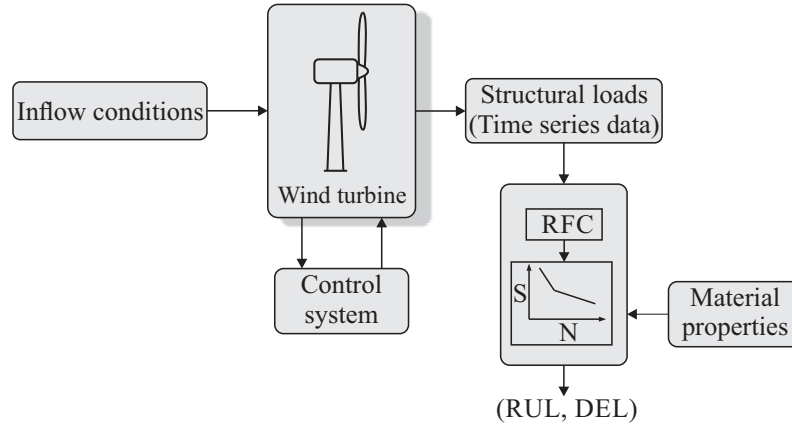 Inflow conditions
Wind turbine
Control
system
Structural loads
(Time series data)
RFC
S
N
Material
properties
(RUL, DEL)